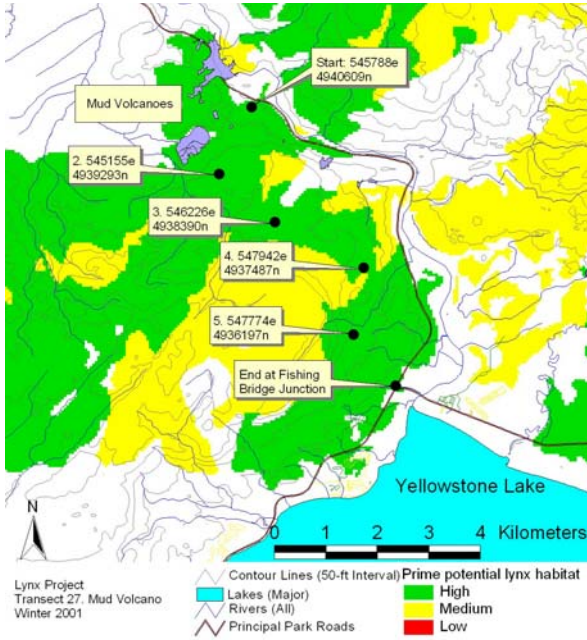 Start: 545788e
4940609n
Mud Volcanoes
2. 545155e
4939293n
3. 546226e
4938390n
4. 547942e
4937487n
5. 547774e
4936197n
End at Fishing
Bridge Junction
Yellowstone Lake
N
0 1 2 3 4 Kilometers
Lynx Project
Transect 27. Mud Volcano
Winter 2001
Contour Lines (50-ft Interval)
Lakes (Major)
Rivers (All)
Principal Park Roads
Prime potential lynx habitat
High
Medium
Low